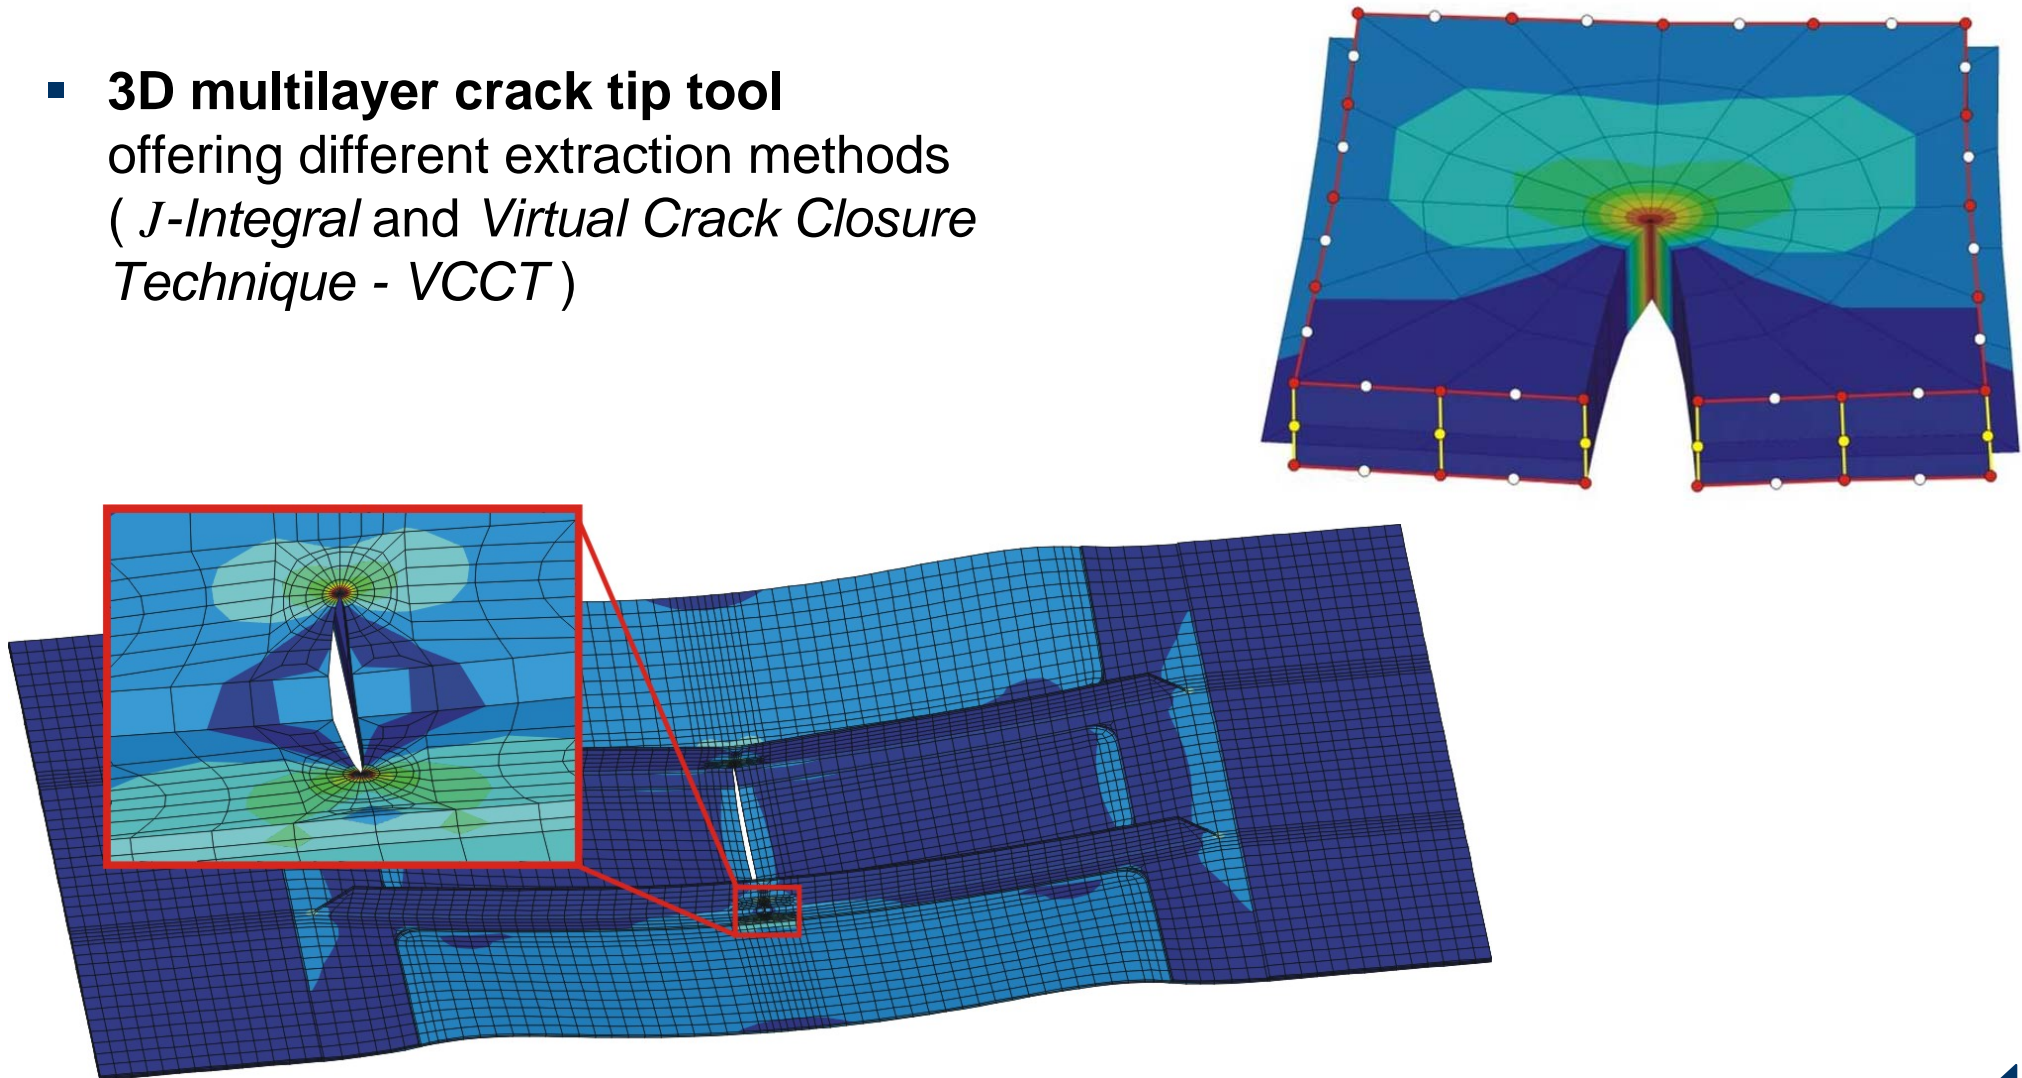 ▪ 3D multilayer crack tip tool
offering different extraction methods
( J-Integral and Virtual Crack Closure
Technique - VCCT )